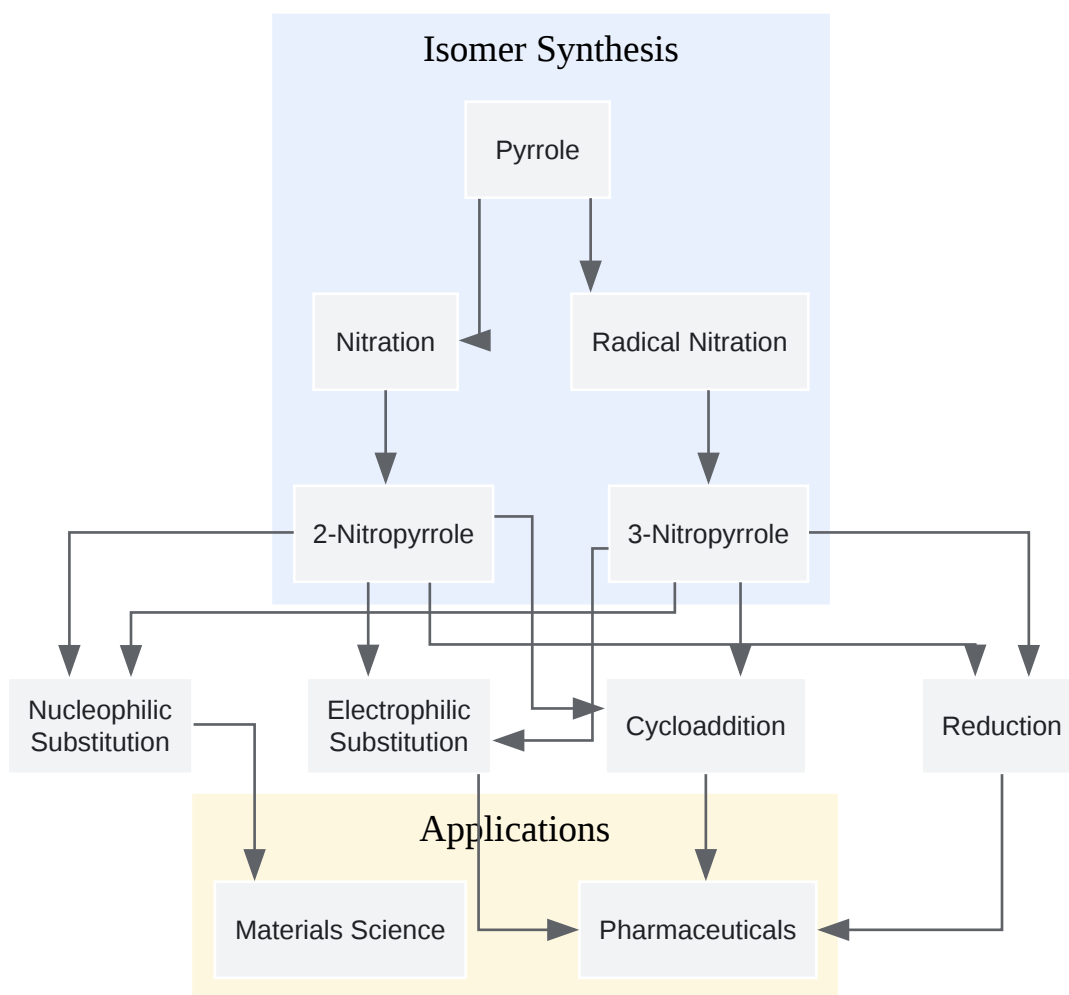 Isomer Synthesis
Pyrrole
Nitration
Radical Nitration
2-Nitropyrrole
3-Nitropyrrole
Nucleophilic
Substitution
Electrophilic
Substitution
Cycloaddition
Reduction
Applications
Materials Science
Pharmaceuticals